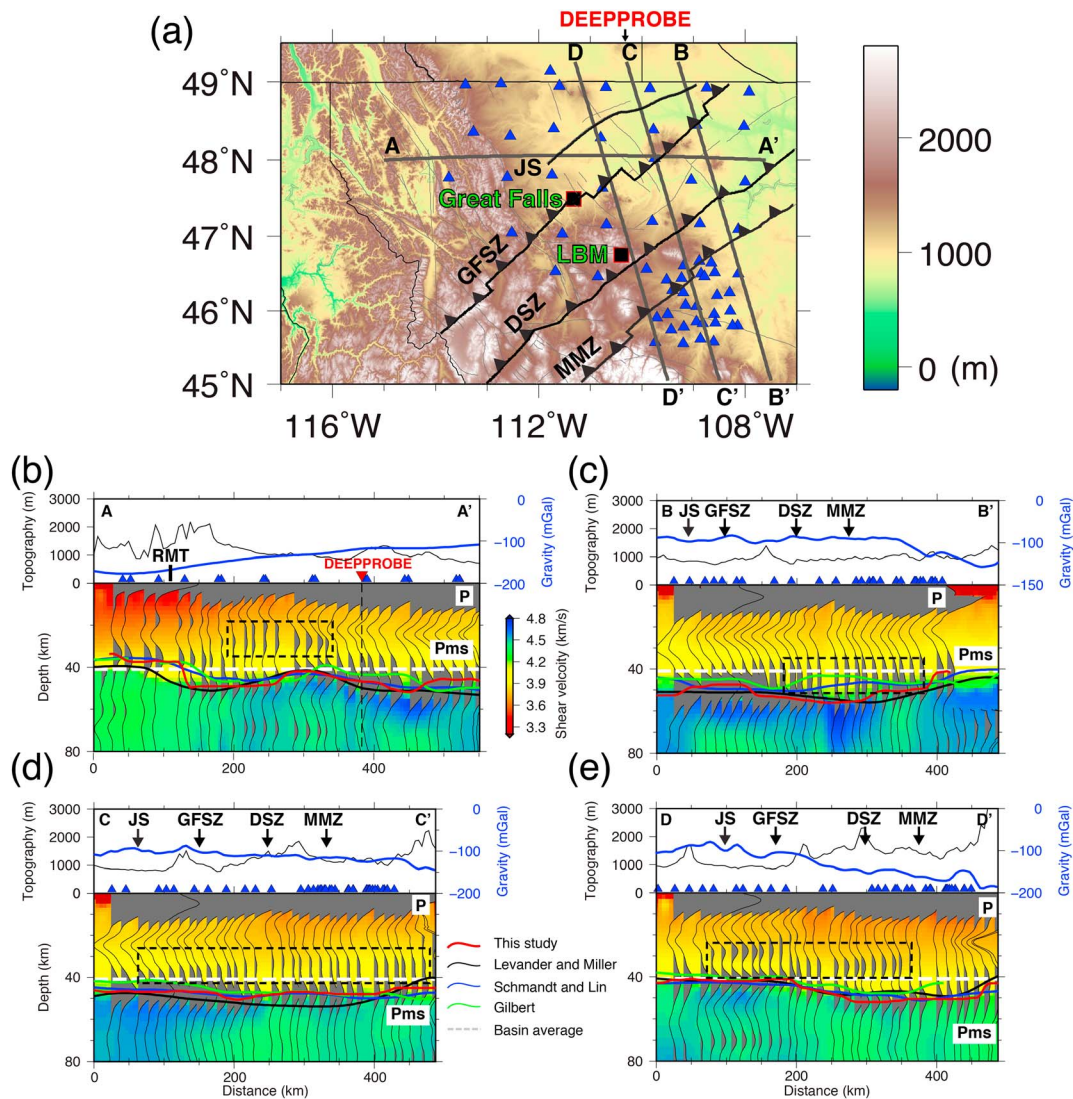 (a)
DEEPPROBE
D C B
49°N
48°N
47°N
46°N
45°N
A A'
JS
Great Falls
GFSZ
LBM
DSZ
MMZ
D' C' B'
116°W 112°W 108°W
2000
1000
0 (m)
(b)
Topography (m)
3000
2000
1000
0
A A'
RMT
DEEPPROBE
0
−100
−200
Gravity (mGal)
P
Pms
Depth (km)
40
80
0 200 400
4.8
4.5
4.2
3.9
3.6
3.3
Shear velocity (km/s)
(c)
Topography (m)
3000
2000
1000
0
B JS GFSZ DSZ MMZ B'
0
−50
−100
−150
Gravity (mGal)
P
Pms
Depth (km)
0
40
80
0 200 400
(d)
Topography (m)
3000
2000
1000
0
C JS GFSZ DSZ MMZ C'
0
−100
−200
Gravity (mGal)
P
Pms
Depth (km)
40
80
0 200 400
Distance (km)
This study
Levander and Miller
Schmandt and Lin
Gilbert
Basin average
(e)
Topography (m)
3000
2000
1000
0
D JS GFSZ DSZ MMZ D'
0
−100
−200
Gravity (mGal)
P
Pms
Depth (km)
40
80
0 200 400
Distance (km)